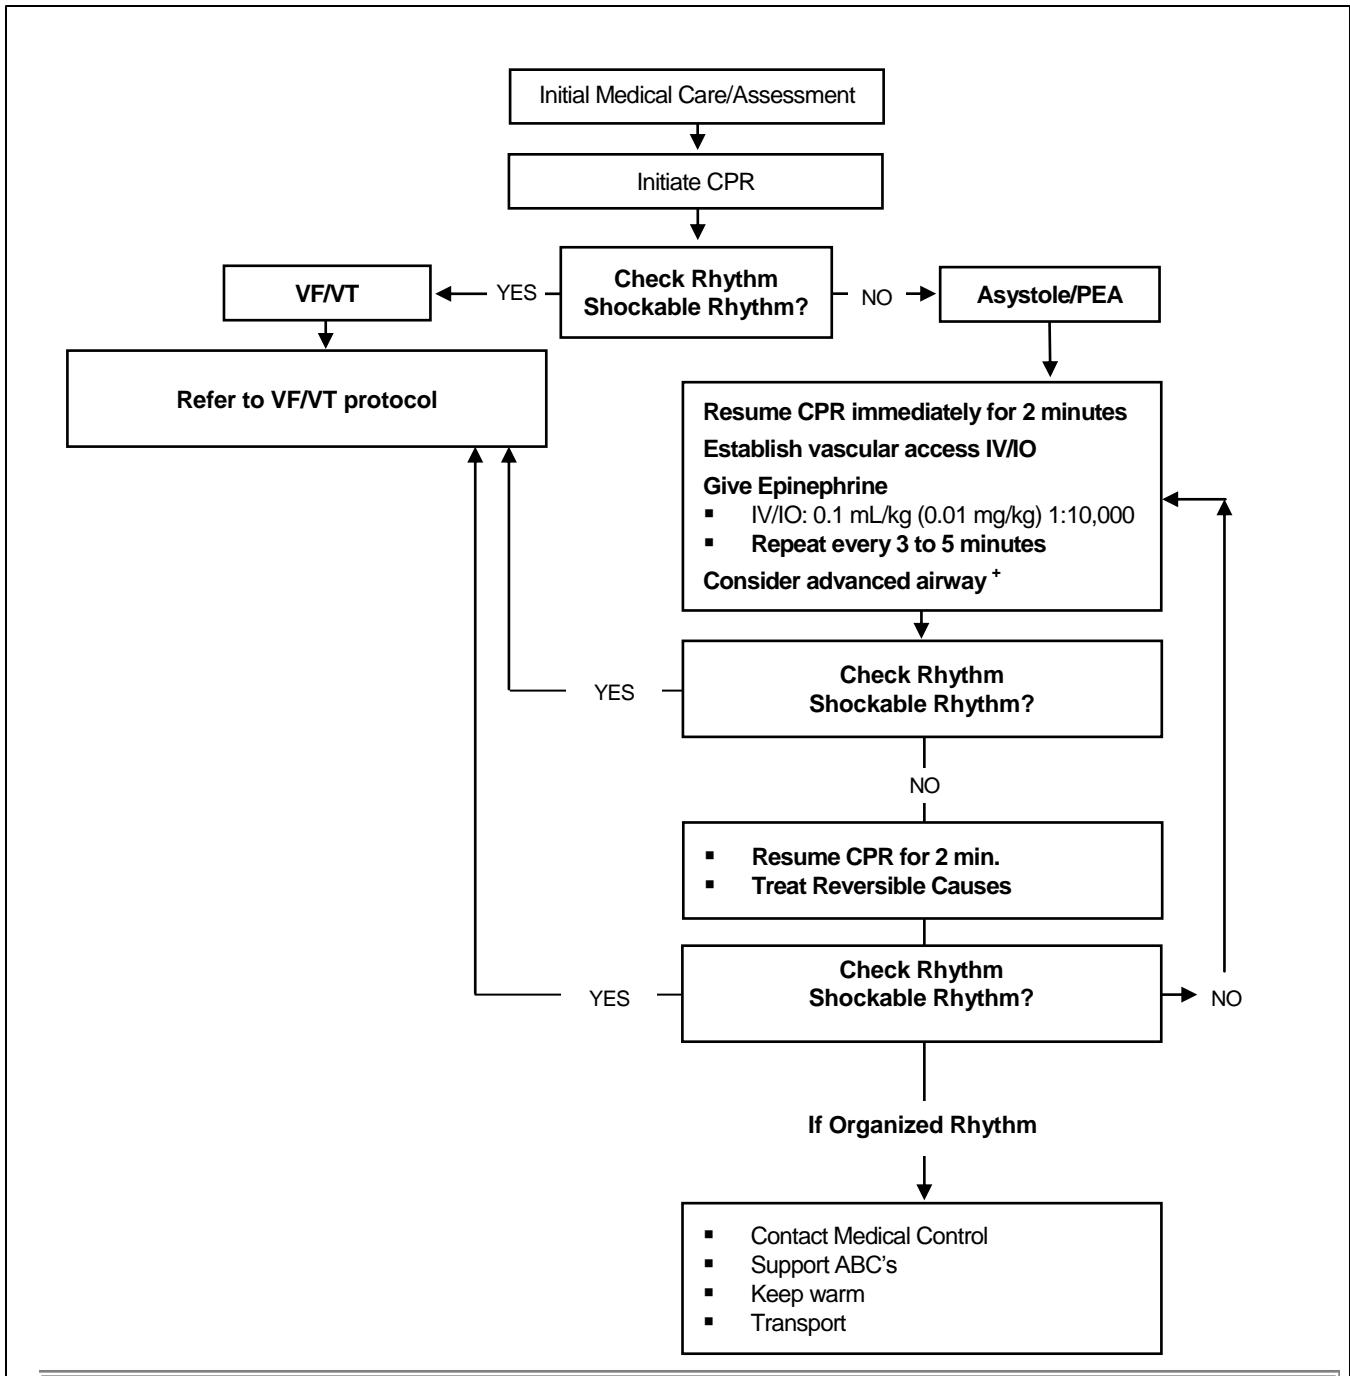 Initial Medical Care/Assessment
Initiate CPR
Check Rhythm
Shockable Rhythm?
YES
VF/VT
Refer to VF/VT protocol
NO
Asystole/PEA
Resume CPR immediately for 2 minutes
Establish vascular access IV/IO
Give Epinephrine
▪ IV/IO: 0.1 mL/kg (0.01 mg/kg) 1:10,000
▪ Repeat every 3 to 5 minutes
Consider advanced airway +
Check Rhythm
Shockable Rhythm?
YES
NO
▪ Resume CPR for 2 min.
▪ Treat Reversible Causes
Check Rhythm
Shockable Rhythm?
YES
NO
If Organized Rhythm
▪ Contact Medical Control
▪ Support ABC's
▪ Keep warm
▪ Transport